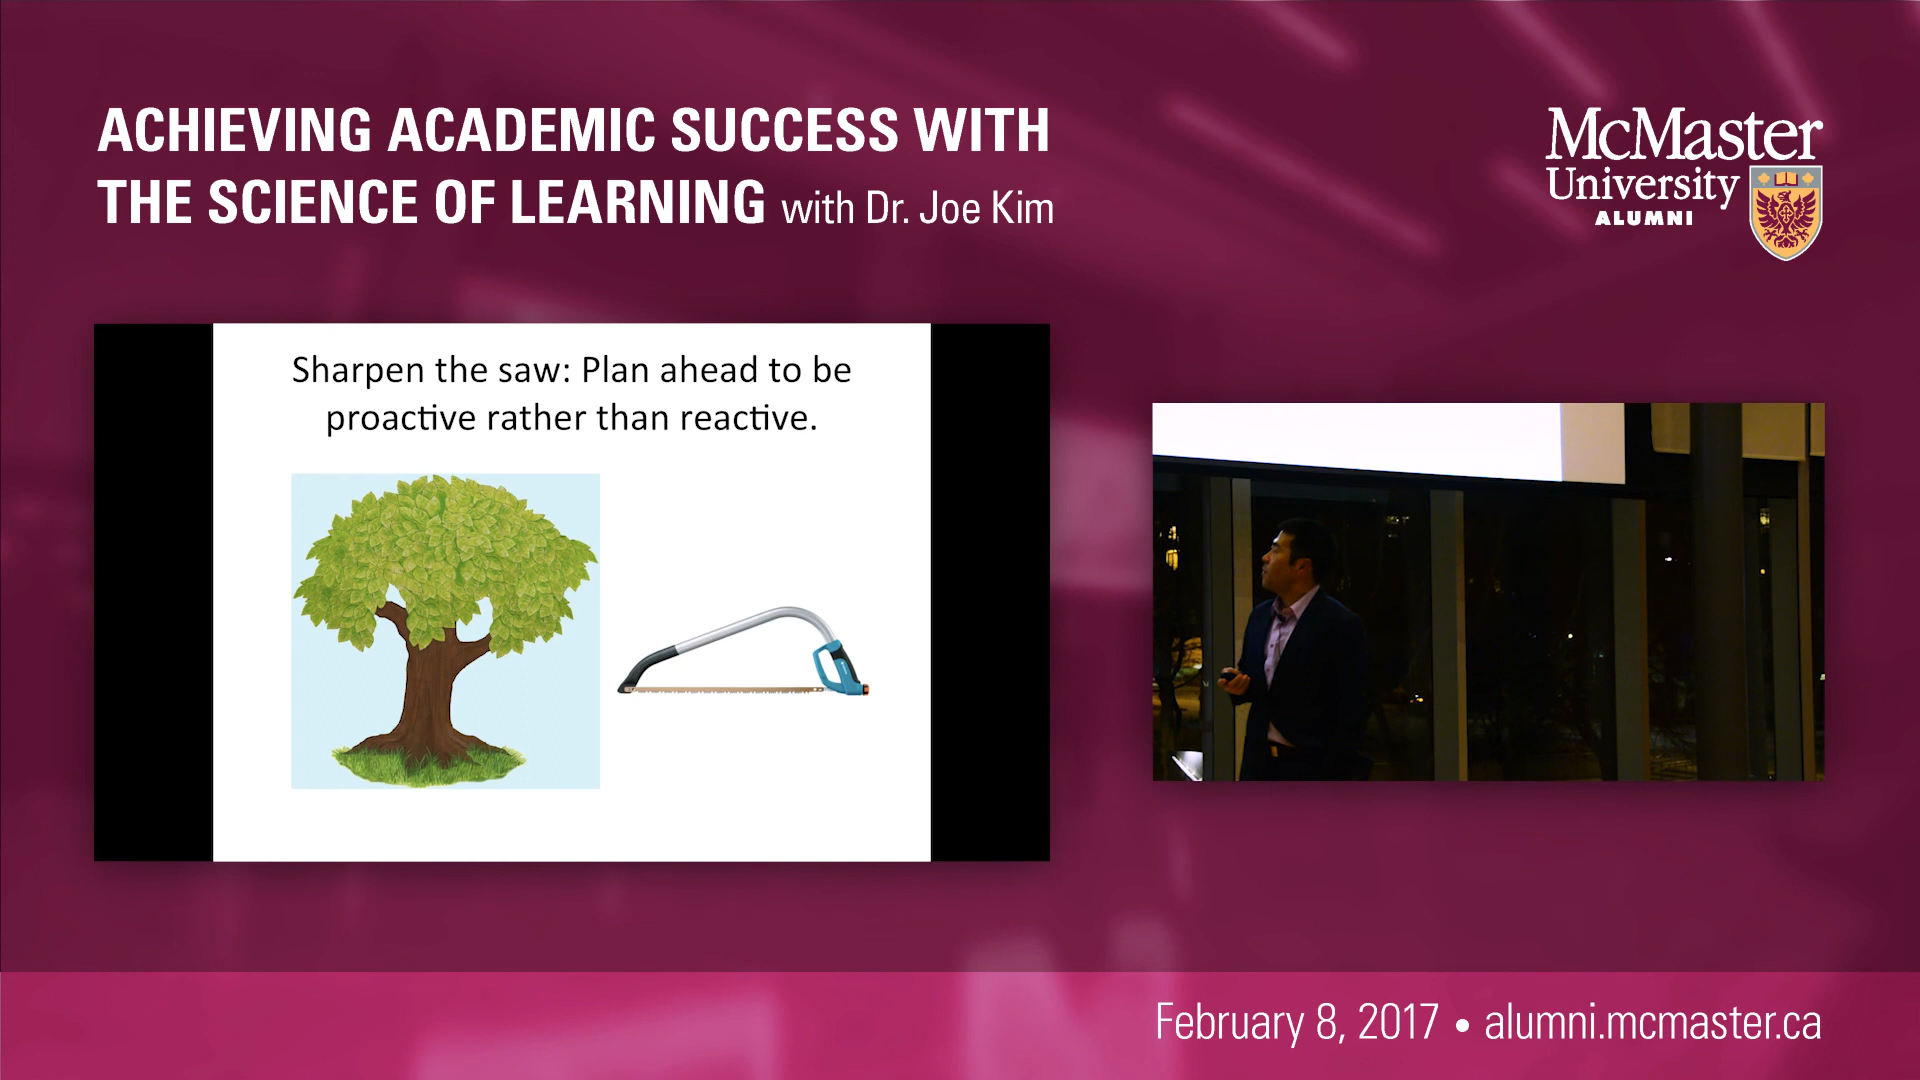 ACHIEVING ACADEMIC SUCCESS WITH
THE SCIENCE OF LEARNING with Dr. Joe Kim
McMaster
University
ALUMNI
Sharpen the saw: Plan ahead to be
proactive rather than reactive.
February 8, 2017 • alumni.mcmaster.ca